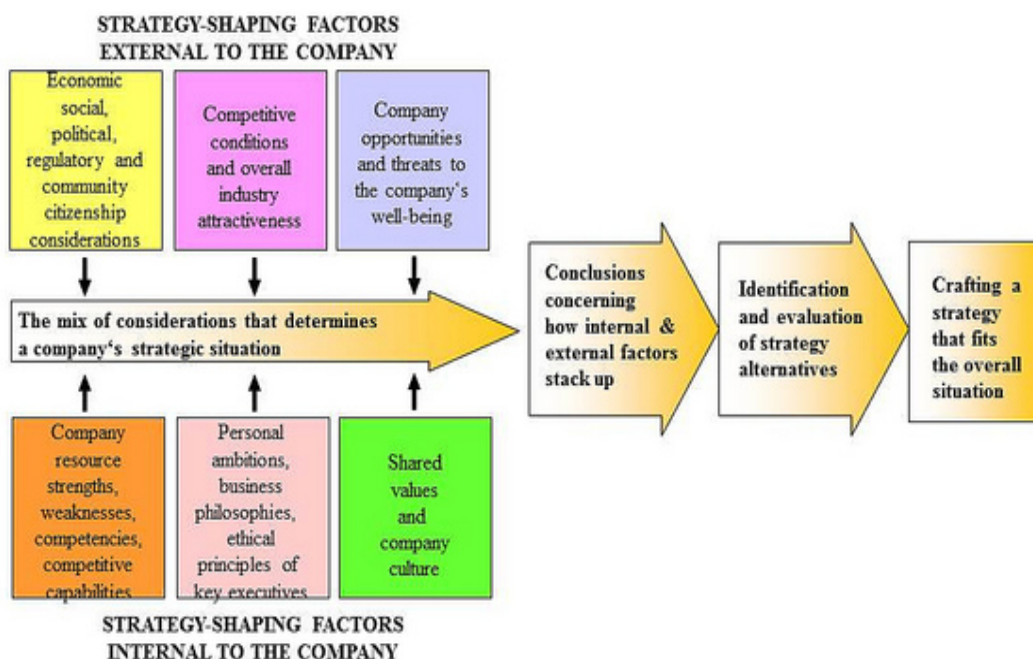 STRATEGY-SHAPING FACTORS
EXTERNAL TO THE COMPANY
Economic
social,
political,
regulatory and
community
citizenship
considerations
Competitive
conditions
and overall
industry
attractiveness
Company
opportunities
and threats to
the company‘s
well-being
The mix of considerations that determines
a company‘s strategic situation
Conclusions
concerning
how internal &
external factors
stack up
Identification
and evaluation
of strategy
alternatives
Crafting a
strategy
that fits
the overall
situation
Company
resource
strengths,
weaknesses,
competencies,
competitive
capabilities
Personal
ambitions,
business
philosophies,
ethical
principles of
key executives
Shared
values
and
company
culture
STRATEGY-SHAPING FACTORS
INTERNAL TO THE COMPANY